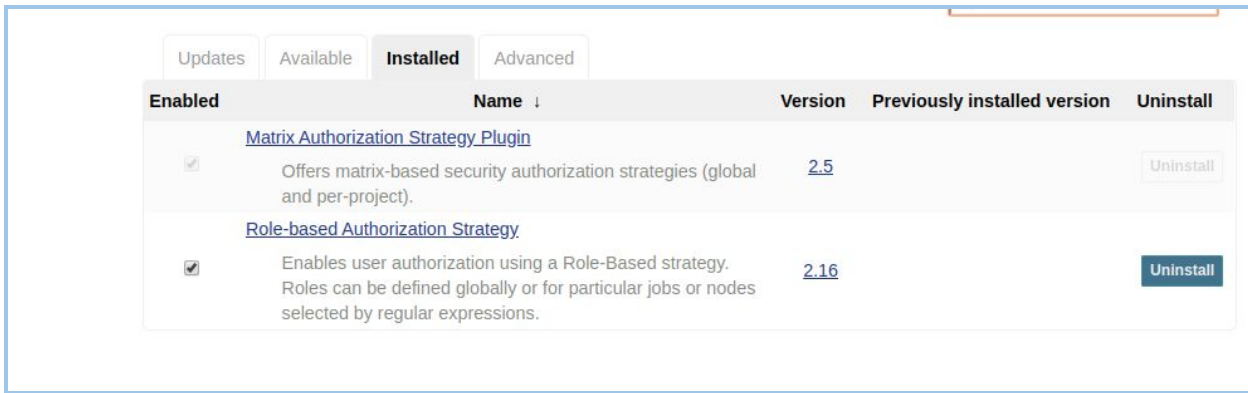 Updates Available Installed Advanced
Enabled Name ↓ Version Previously installed version Uninstall
Matrix Authorization Strategy Plugin
Offers matrix-based security authorization strategies (global
and per-project).
2.5
Uninstall
Role-based Authorization Strategy
Enables user authorization using a Role-Based strategy.
Roles can be defined globally or for particular jobs or nodes
selected by regular expressions.
2.16
Uninstall